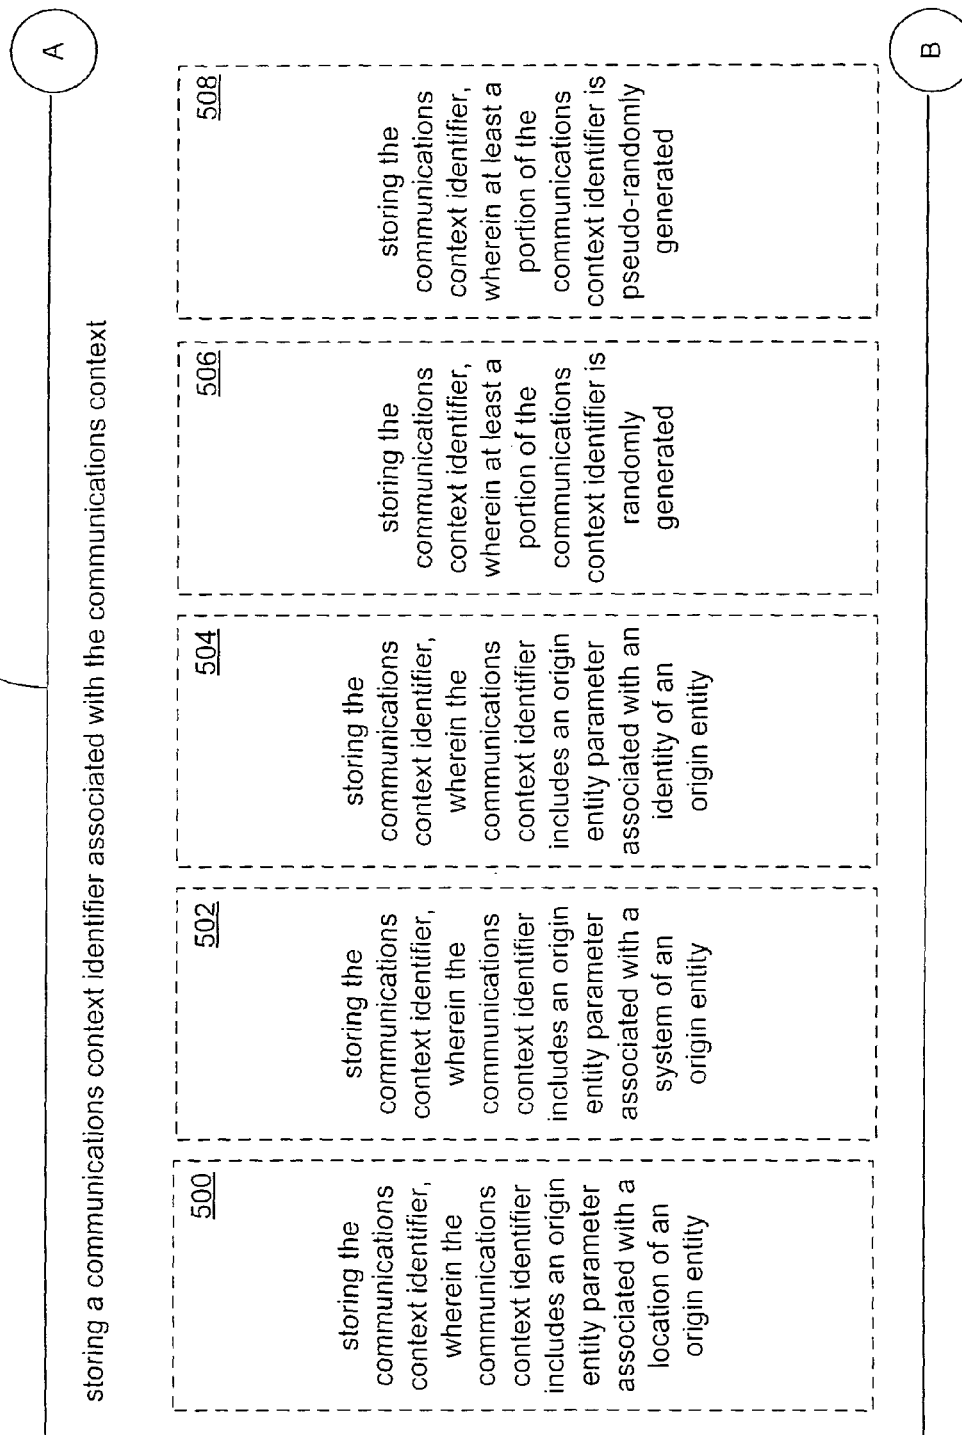 A
storing a communications context identifier associated with the communications context
500
storing the
communications
context identifier,
wherein the
communications
context identifier
includes an origin
entity parameter
associated with a
location of an
origin entity
502
storing the
communications
context identifier,
wherein the
communications
context identifier
includes an origin
entity parameter
associated with a
system of an
origin entity
504
storing the
communications
context identifier,
wherein the
communications
context identifier
includes an origin
entity parameter
associated with an
identity of an
origin entity
506
storing the
communications
context identifier,
wherein at least a
portion of the
communications
context identifier is
randomly
generated
508
storing the
communications
context identifier,
wherein at least a
portion of the
communications
context identifier is
pseudo-randomly
generated
B